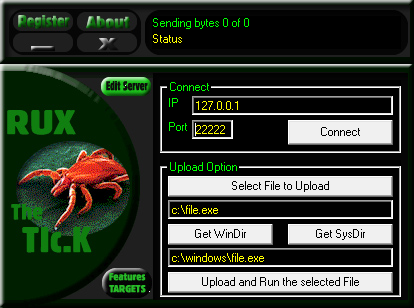 Register About
Sending bytes 0 of 0
Status
Edit Server
RUX
The
TIc.K
Features
TARGETS
Connect
IP 127.0.0.1
Port 22222
Connect
Upload Option
Select File to Upload
c:\file.exe
Get WinDir Get SysDir
c:\windows\file.exe
Upload and Run the selected File